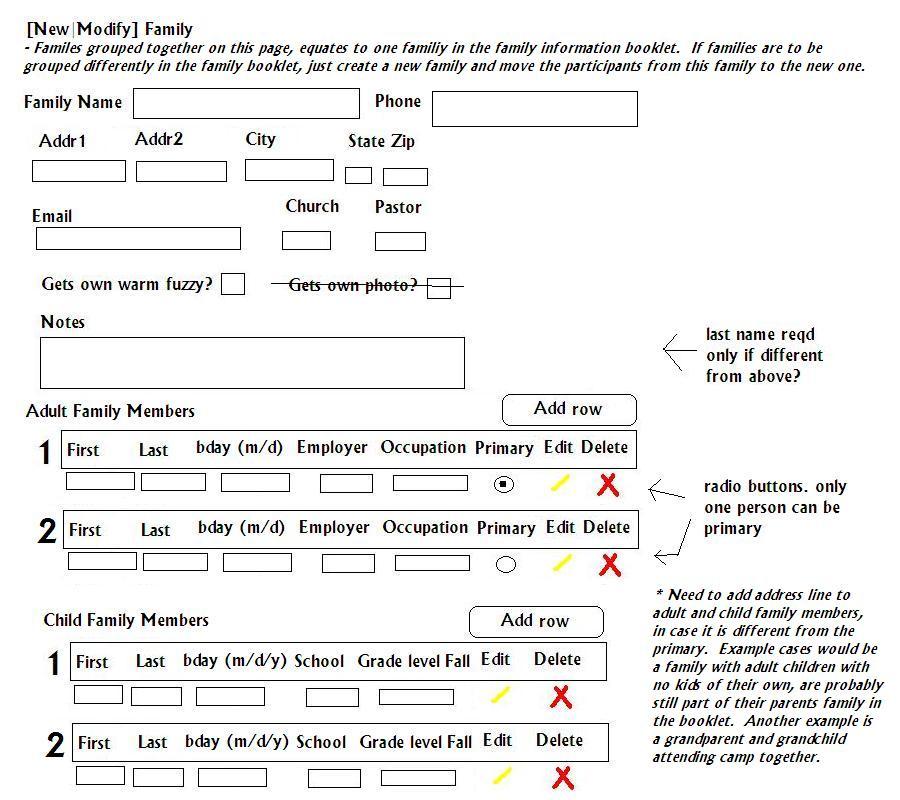 [New|Modify] Family
- Familes grouped together on this page, equates to one familiy in the family information booklet. If families are to be
grouped differently in the family booklet, just create a new family and move the participants from this family to the new one.
Family Name Phone
Addr1 Addr2 City State Zip
Email Church Pastor
Gets own warm fuzzy? Gets own photo?
Notes
last name reqd
only if different
from above?
Adult Family Members Add row
1 First Last bday (m/d) Employer Occupation Primary Edit Delete
2 First Last bday (m/d) Employer Occupation Primary Edit Delete
radio buttons. only
one person can be
primary
Child Family Members Add row
1 First Last bday (m/d/y) School Grade level Fall Edit Delete
2 First Last bday (m/d/y) School Grade level Fall Edit Delete
* Need to add address line to
adult and child family members,
in case it is different from the
primary. Example cases would be
a family with adult children with
no kids of their own, are probably
still part of their parents family in
the booklet. Another example is
a grandparent and grandchild
attending camp together.